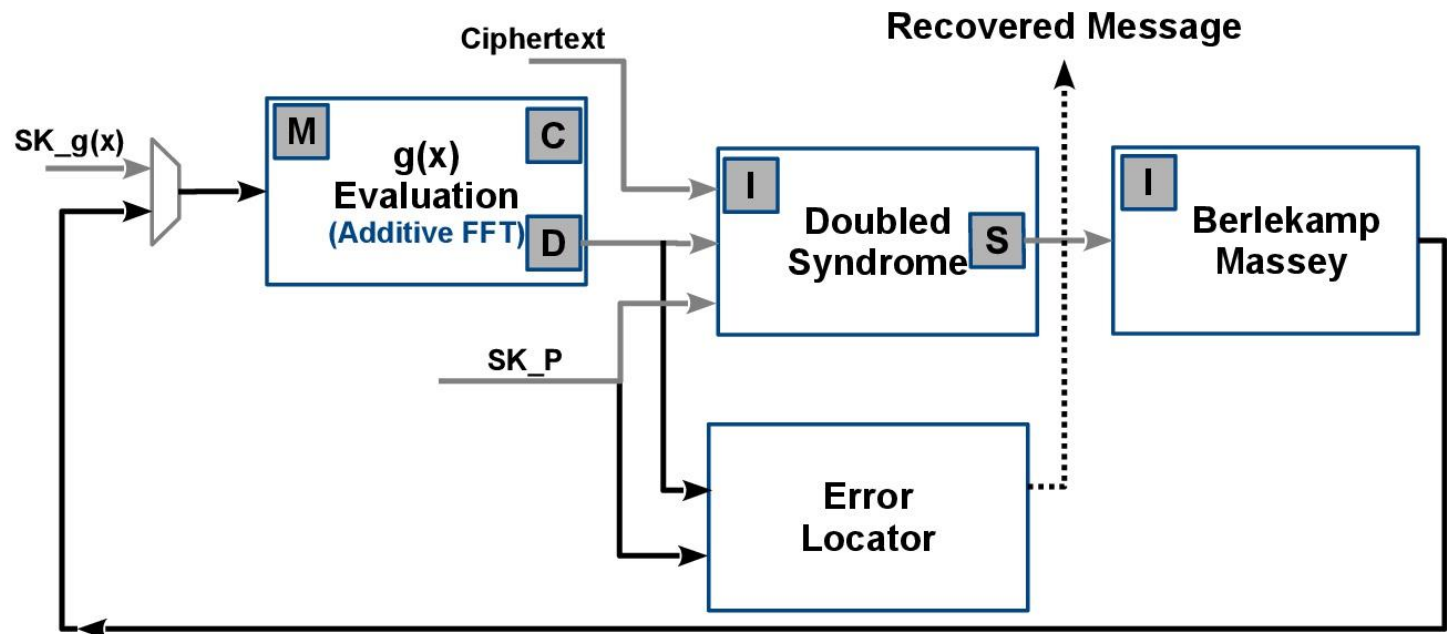 Recovered Message
Ciphertext
SK_g(x)
M
C
g(x)
Evaluation
(Additive FFT)
D
I
Doubled
Syndrome
S
I
Berlekamp
Massey
SK_P
Error
Locator